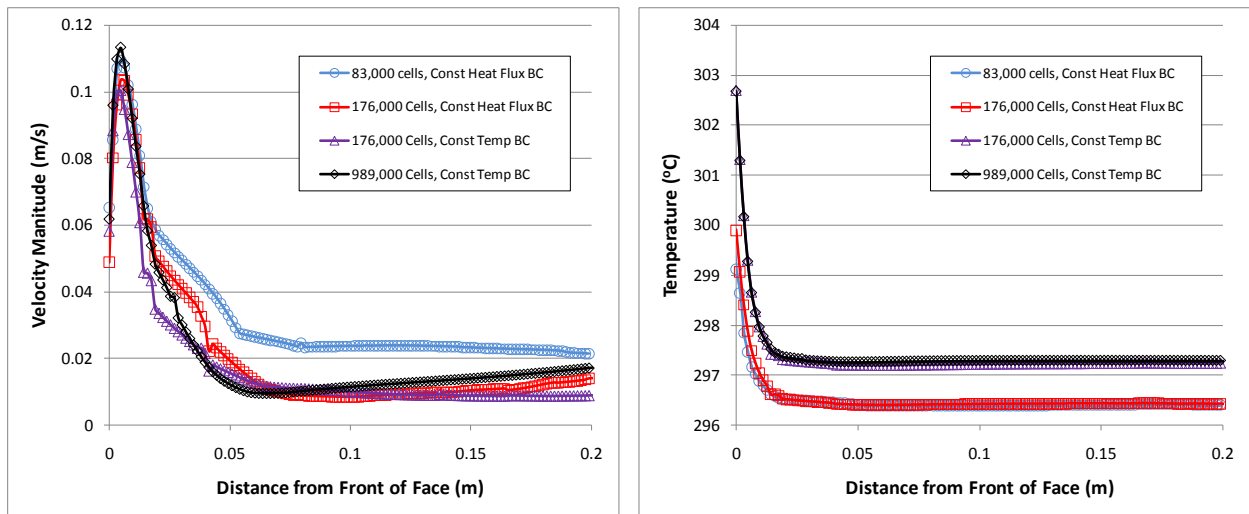 0.12
0.1
0.08
0.06
0.04
0.02
0
Velocity Manitude (m/s)
83,000 cells, Const Heat Flux BC
176,000 Cells, Const Heat Flux BC
176,000 Cells, Const Temp BC
989,000 Cells, Const Temp BC
0 0.05 0.1 0.15 0.2
Distance from Front of Face (m)
304
303
302
301
300
299
298
297
296
Temperature (ºC)
83,000 cells, Const Heat Flux BC
176,000 Cells, Const Heat Flux BC
176,000 Cells, Const Temp BC
989,000 Cells, Const Temp BC
0 0.05 0.1 0.15 0.2
Distance from Front of Face (m)